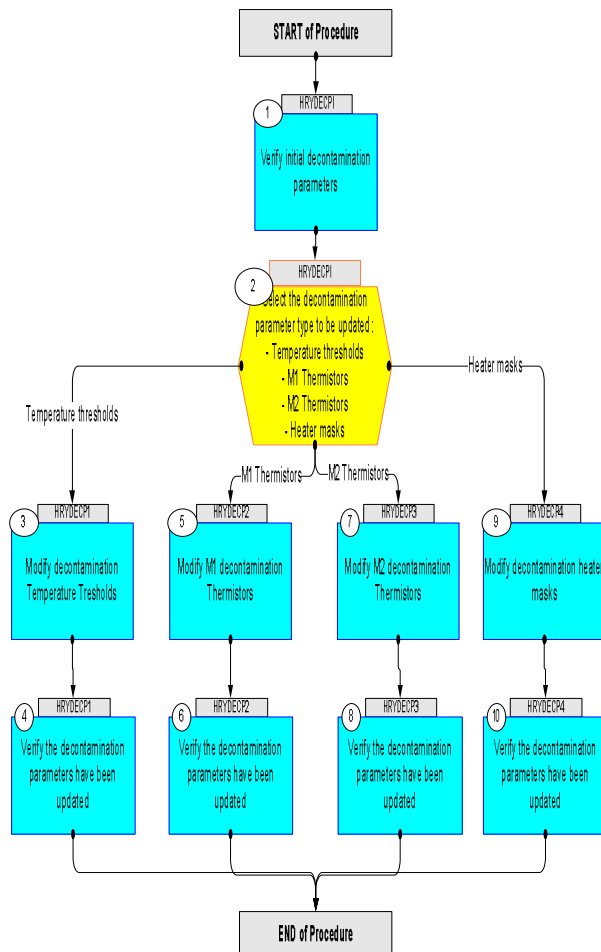 START of Procedure
HRYDECPI
1
Verify initial decontamination
parameters
HRYDECPI
2
Select the decontamination
parameter type to be updated :
- Temperature thresholds
- M1 Thermistors
- M2 Thermistors
- Heater masks
Temperature thresholds
M1 Thermistors
M2 Thermistors
Heater masks
HRYDECP1
3
Modify decontamination
Temperature Tresholds
HRYDECP2
5
Modify M1 decontamination
Thermistors
HRYDECP3
7
Modify M2 decontamination
Thermistors
HRYDECP4
9
Modify decontamination heater
masks
HRYDECP1
4
Verify the decontamination
parameters have been
updated
HRYDECP2
6
Verify the decontamination
parameters have been
updated
HRYDECP3
8
Verify the decontamination
parameters have been
updated
HRYDECP4
10
Verify the decontamination
parameters have been
updated
END of Procedure